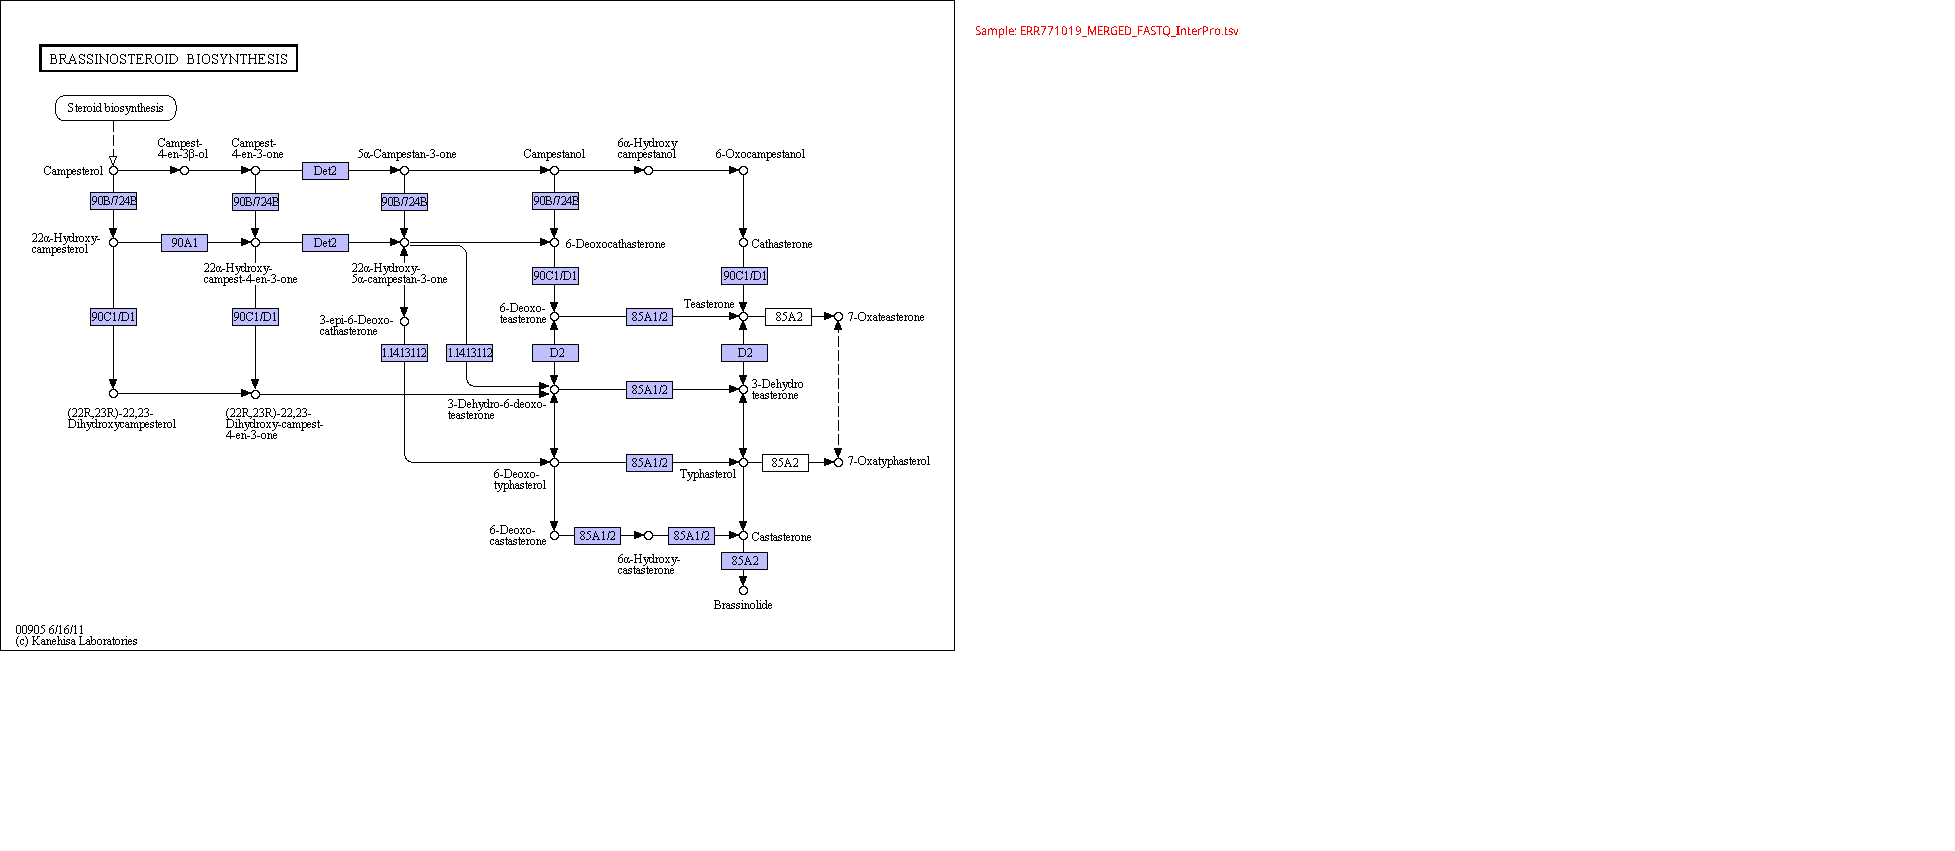 Sample: ERR771019_MERGED_FASTQ_InterPro.tsv
BRASSINOSTEROID BIOSYNTHESIS
Steroid biosynthesis
Campest-
4-en-3β-ol
Campest-
4-en-3-one
5α-Campestan-3-one
Campestanol
6α-Hydroxy
campestanol
6-Oxocampestanol
Campesterol
Det2
90B/724B
90B/724B
90B/724B
90B/724B
22α-Hydroxy-
campesterol
90A1
Det2
6-Deoxocathasterone
Cathasterone
22α-Hydroxy-
campest-4-en-3-one
22α-Hydroxy-
5α-campestan-3-one
90C1/D1
90C1/D1
90C1/D1
90C1/D1
3-epi-6-Deoxo-
cathasterone
6-Deoxo-
teasterone
85A1/2
Teasterone
85A2
7-Oxateasterone
1.14.13.112
1.14.13.112
D2
D2
85A1/2
3-Dehydro
teasterone
3-Dehydro-6-deoxo-
teasterone
(22R,23R)-22,23-
Dihydroxycampesterol
(22R,23R)-22,23-
Dihydroxy-campest-
4-en-3-one
85A1/2
85A2
7-Oxatyphasterol
6-Deoxo-
typhasterol
Typhasterol
6-Deoxo-
castasterone
85A1/2
85A1/2
Castasterone
6α-Hydroxy-
castasterone
85A2
Brassinolide
00905 6/16/11
(c) Kanehisa Laboratories